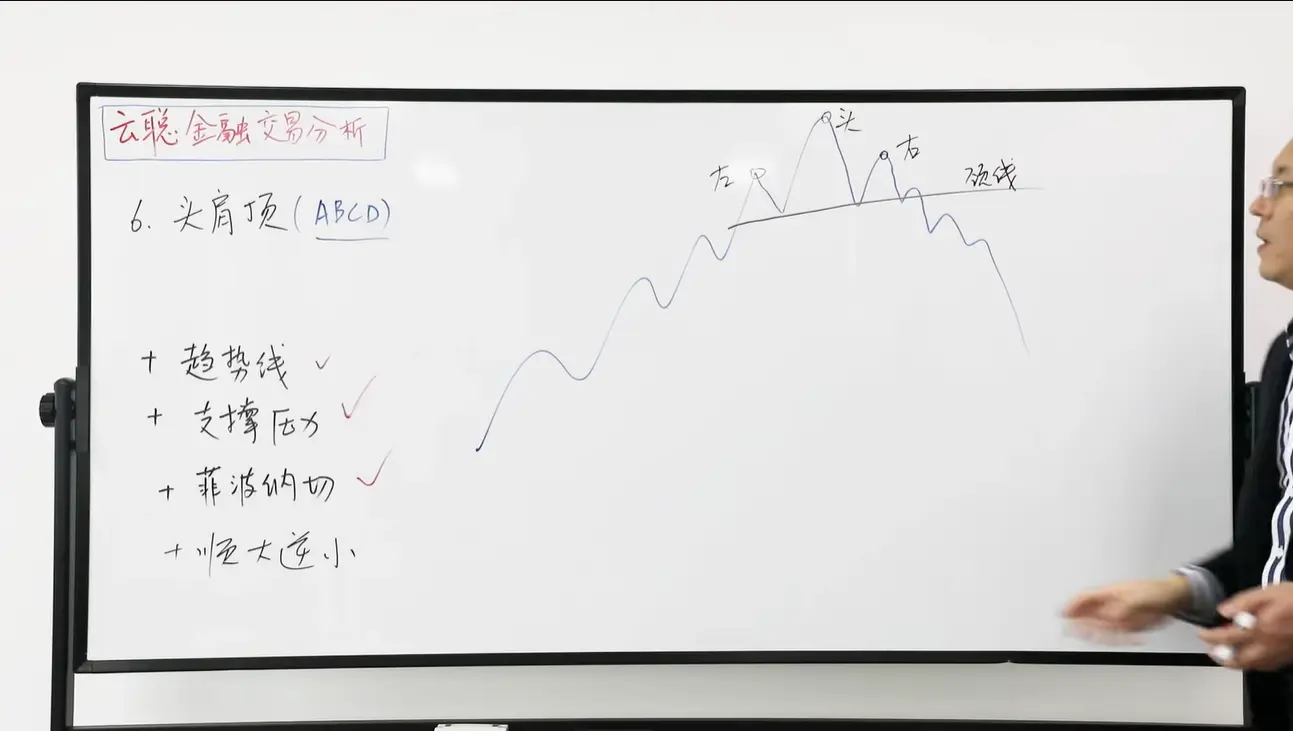 云聪金融交易分析
6. 头肩顶(ABCD)
+ 趋势线 ✓
+ 支撑压力 ✓
+ 菲波纳切 ✓
+ 顺大逆小
左
头
右
颈线